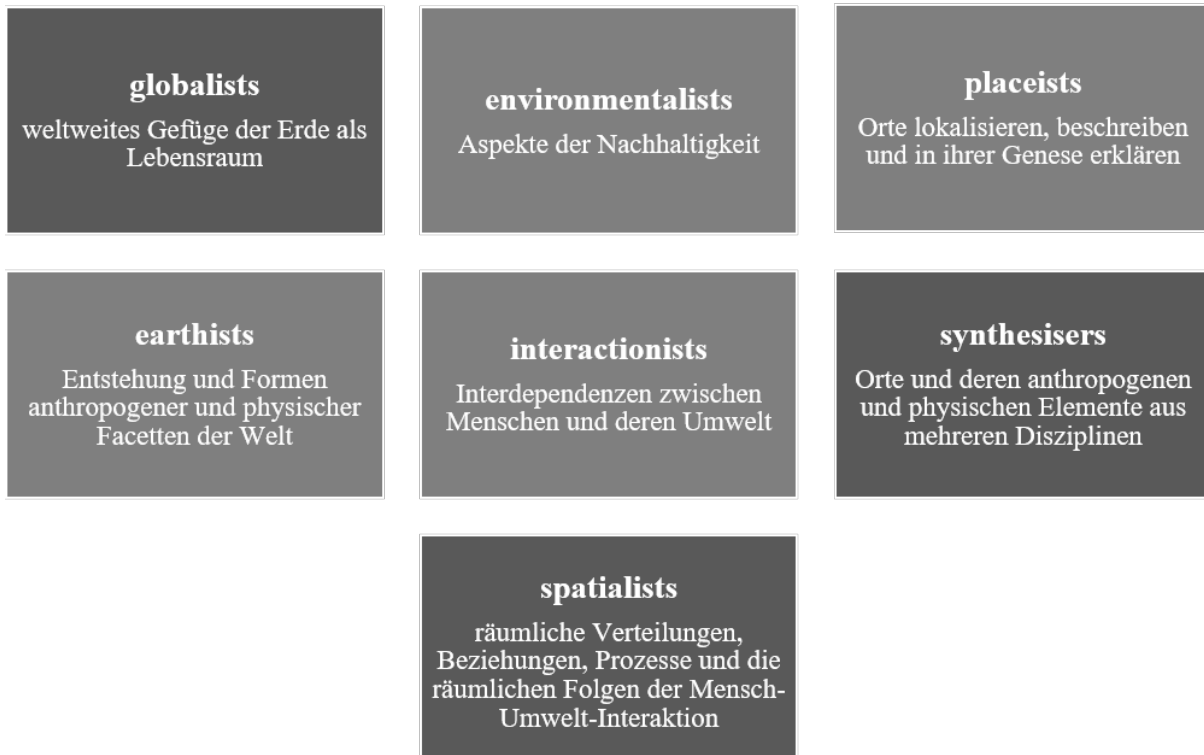 globalists
weltweites Gefüge der Erde als
Lebensraum
environmentalists
Aspekte der Nachhaltigkeit
placeists
Orte lokalisieren, beschreiben
und in ihrer Genese erklären
earthists
Entstehung und Formen
anthropogener und physischer
Facetten der Welt
interactionists
Interdependenzen zwischen
Menschen und deren Umwelt
synthesisers
Orte und deren anthropogenen
und physischen Elemente aus
mehreren Disziplinen
spatialists
räumliche Verteilungen,
Beziehungen, Prozesse und die
räumlichen Folgen der Mensch-
Umwelt-Interaktion